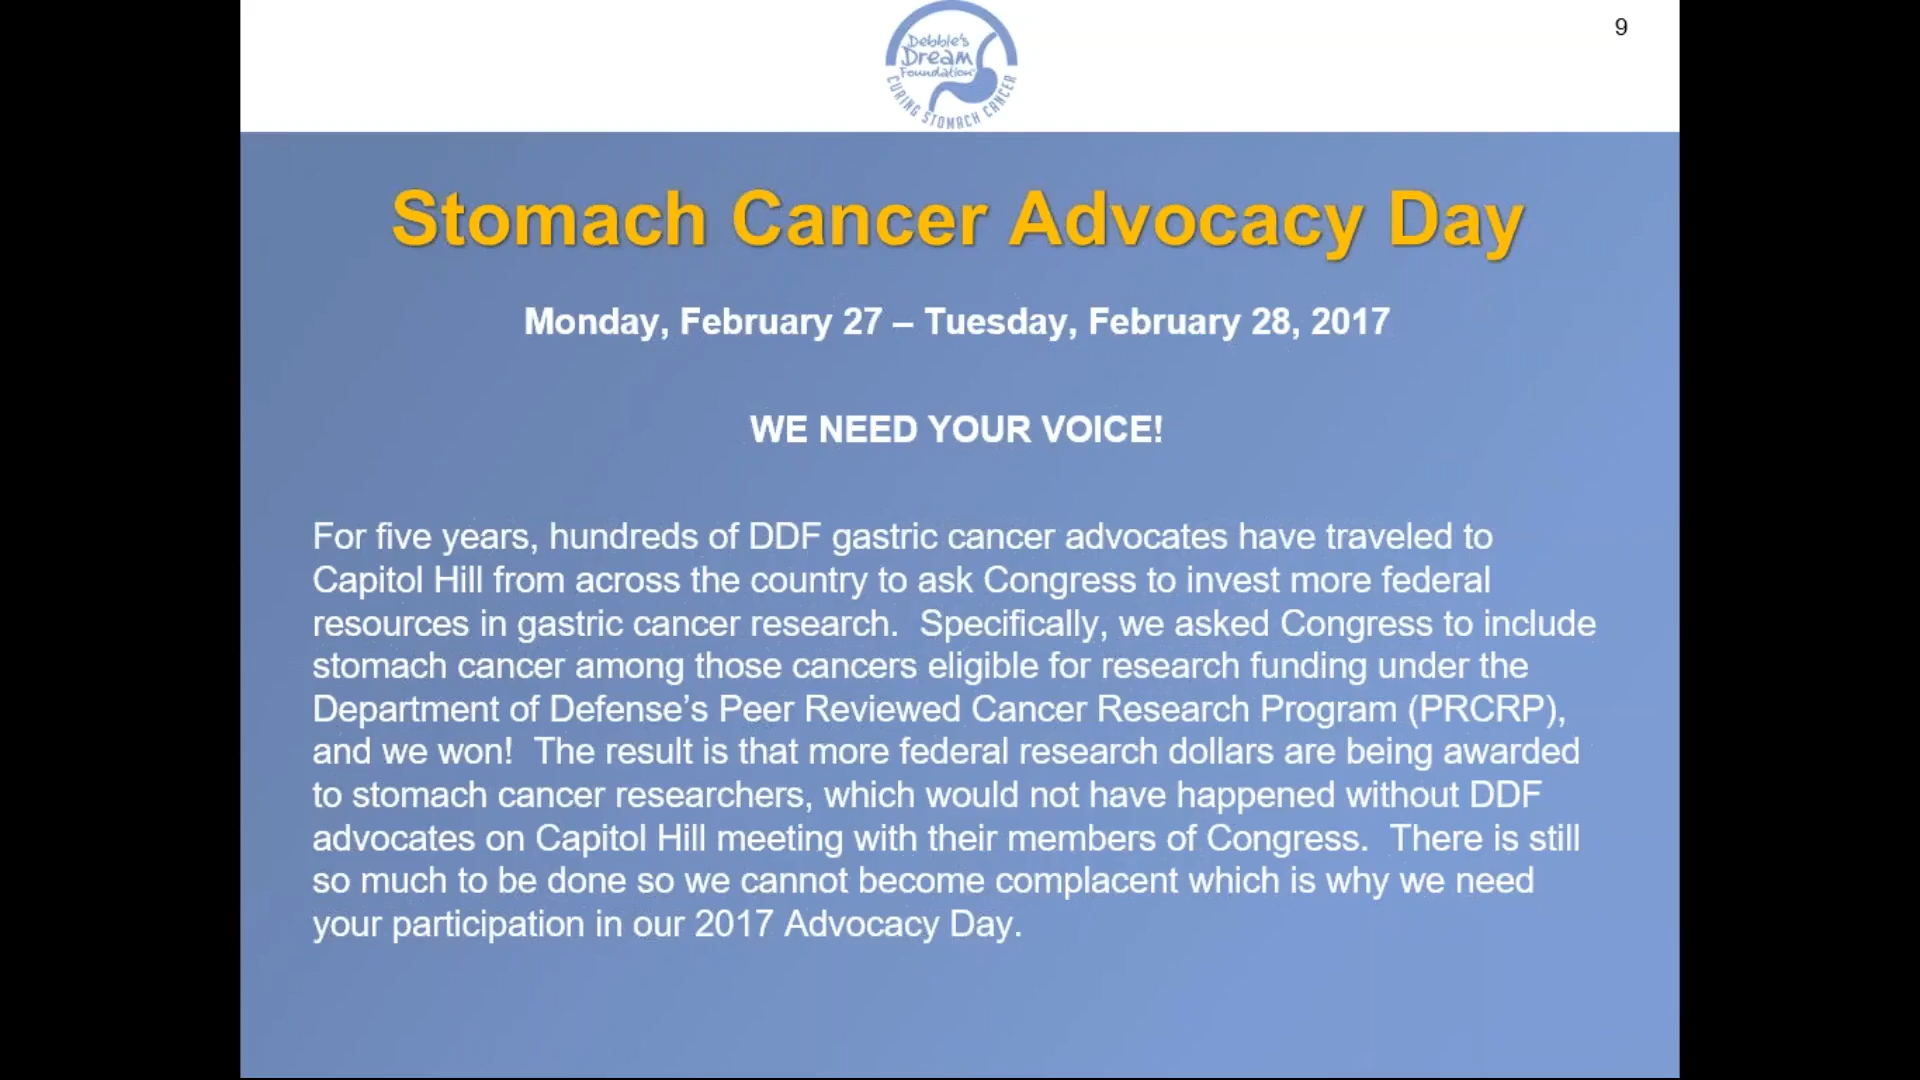 9
Debbie's
Dream
Foundation
CURING STOMACH CANCER
Stomach Cancer Advocacy Day
Monday, February 27 – Tuesday, February 28, 2017
WE NEED YOUR VOICE!
For five years, hundreds of DDF gastric cancer advocates have traveled to
Capitol Hill from across the country to ask Congress to invest more federal
resources in gastric cancer research.  Specifically, we asked Congress to include
stomach cancer among those cancers eligible for research funding under the
Department of Defense’s Peer Reviewed Cancer Research Program (PRCRP),
and we won!  The result is that more federal research dollars are being awarded
to stomach cancer researchers, which would not have happened without DDF
advocates on Capitol Hill meeting with their members of Congress.  There is still
so much to be done so we cannot become complacent which is why we need
your participation in our 2017 Advocacy Day.